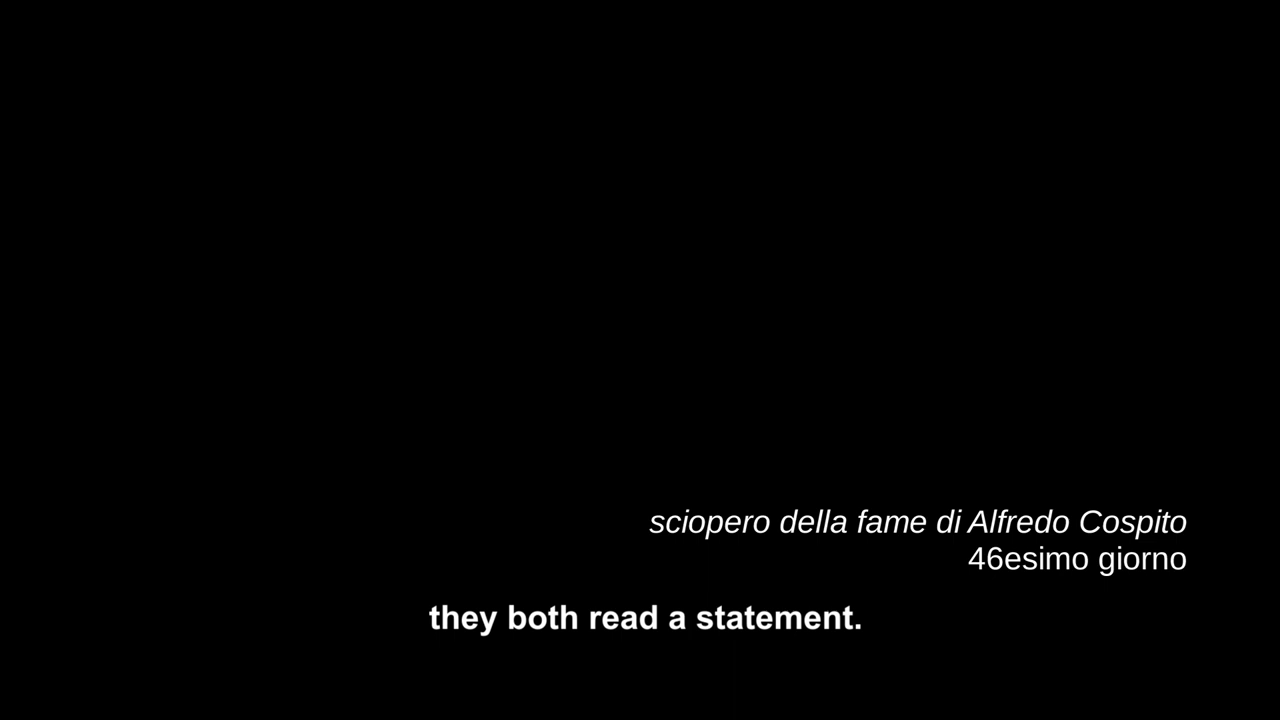 sciopero della fame di Alfredo Cospito
46esimo giorno
they both read a statement.